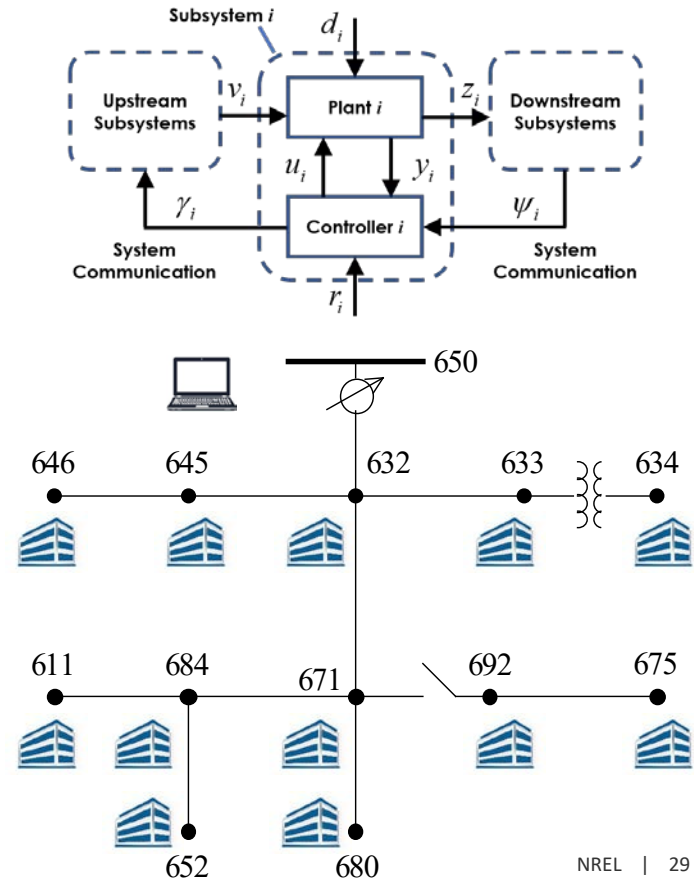 Subsystem i
d_i
Upstream
Subsystems
v_i
Plant i
z_i
Downstream
Subsystems
u_i
y_i
γ_i
Controller i
ψ_i
System
Communication
System
Communication
r_i
650
646 645 632 633 634
611 684 671 692 675
652 680
NREL | 29